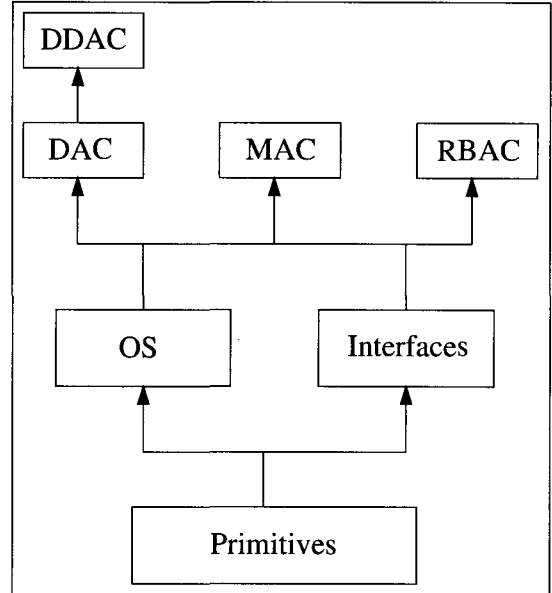 DDAC
DAC
MAC
RBAC
OS
Interfaces
Primitives